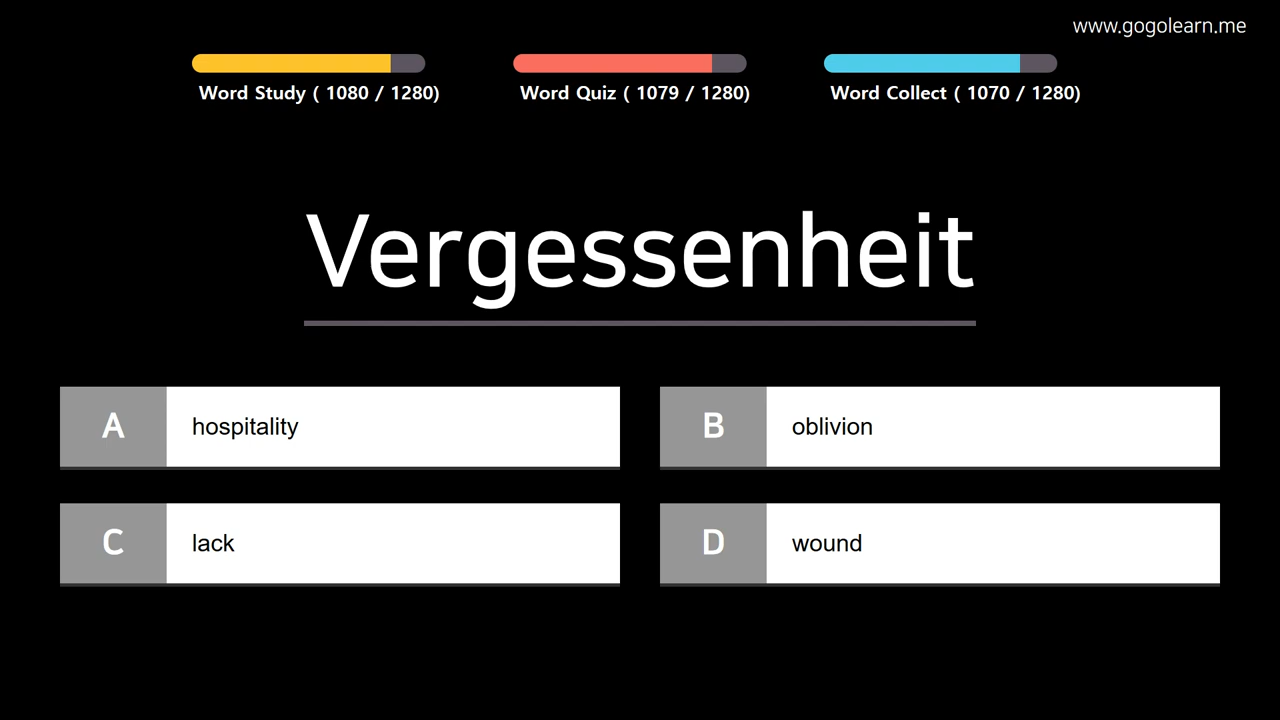 www.gogolearn.me
Word Study ( 1080 / 1280)
Word Quiz ( 1079 / 1280)
Word Collect ( 1070 / 1280)
Vergessenheit
A hospitality
B oblivion
C lack
D wound